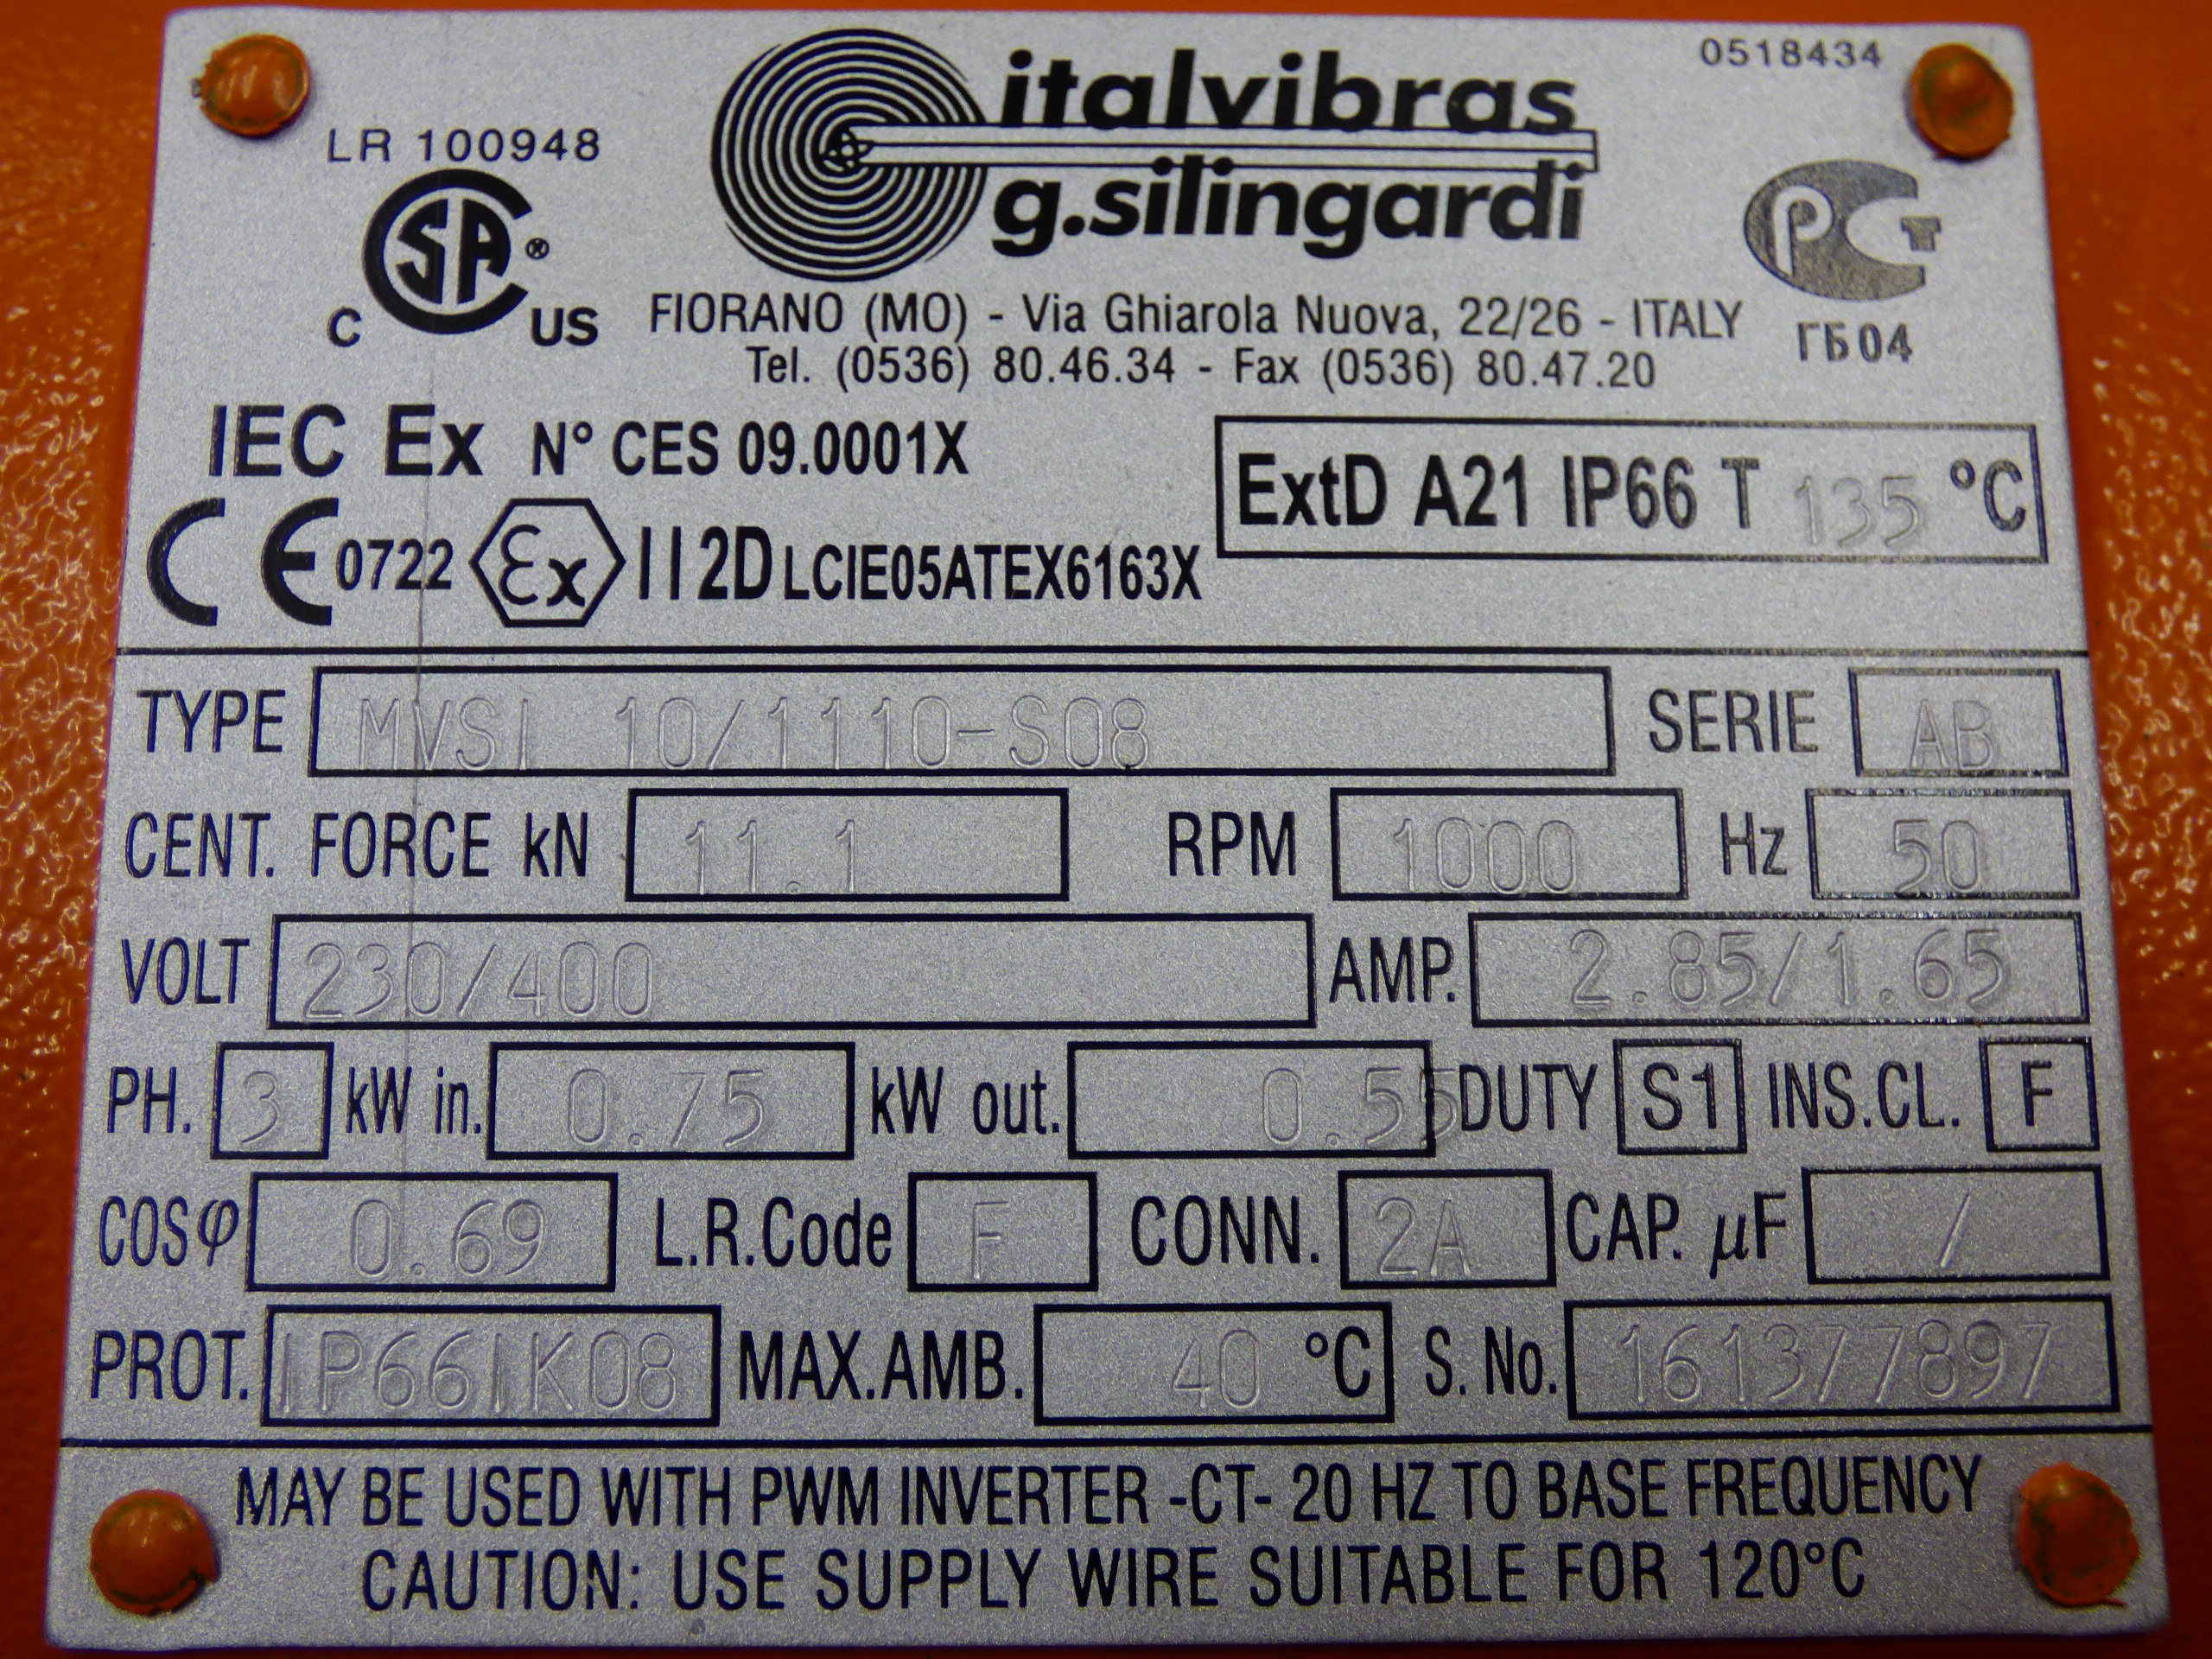 0518434
LR 100948
italvibras
g.silingardi
SA ®
C US
PCT
ГБ04
FIORANO (MO) - Via Ghiarola Nuova, 22/26 - ITALY
Tel. (0536) 80.46.34 - Fax (0536) 80.47.20
IEC Ex N° CES 09.0001X
ExtD A21 IP66 T 135 °C
CE 0722 Ex II 2D LCIE05ATEX6163X
TYPE MVSI 10/1110-S08 SERIE AB
CENT. FORCE kN 11.1 RPM 1000 Hz 50
VOLT 230/400 AMP. 2.85/1.65
PH. 3 kW in. 0.75 kW out. 0.55 DUTY S1 INS.CL. F
COSφ 0.69 L.R.Code F CONN. 2A CAP. µF /
PROT. IP66IK08 MAX.AMB. 40 °C S. No. 161377897
MAY BE USED WITH PWM INVERTER -CT- 20 HZ TO BASE FREQUENCY
CAUTION: USE SUPPLY WIRE SUITABLE FOR 120°C